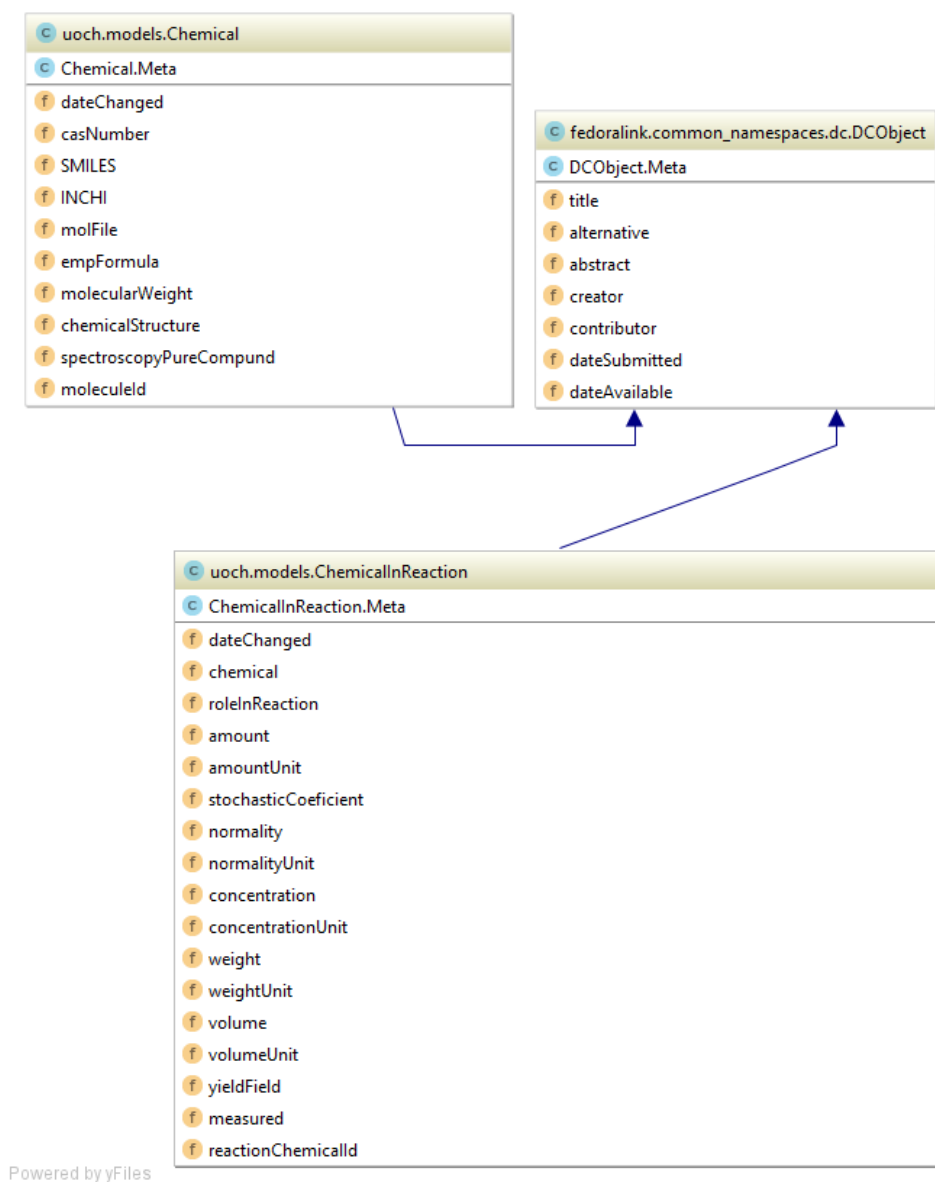 uoch.models.Chemical
Chemical.Meta
dateChanged
casNumber
SMILES
INCHI
molFile
empFormula
molecularWeight
chemicalStructure
spectroscopyPureCompund
moleculeId
fedoralink.common_namespaces.dc.DCObject
DCObject.Meta
title
alternative
abstract
creator
contributor
dateSubmitted
dateAvailable
uoch.models.ChemicalInReaction
ChemicalInReaction.Meta
dateChanged
chemical
roleInReaction
amount
amountUnit
stochasticCoeficient
normality
normalityUnit
concentration
concentrationUnit
weight
weightUnit
volume
volumeUnit
yieldField
measured
reactionChemicalId
Powered by yFiles